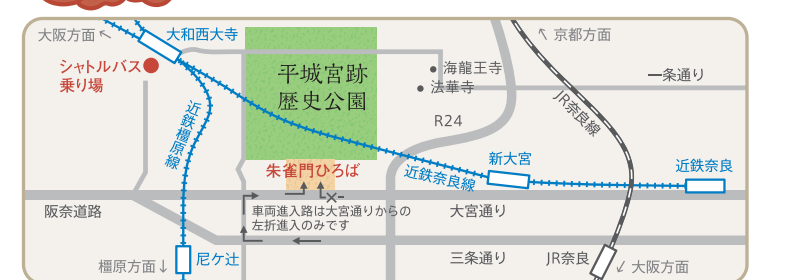 大阪方面↖
大和西大寺
↖京都方面
シャトルバス
乗り場
平城宮跡
歴史公園
海龍王寺
法華寺
一条通り
近鉄橿原線
JR奈良線
R24
朱雀門ひろば
近鉄奈良線
新大宮
近鉄奈良
阪奈道路
車両進入路は大宮通りからの
左折進入のみです
大宮通り
橿原方面↓
尼ケ辻
三条通り
JR奈良
↓大阪方面